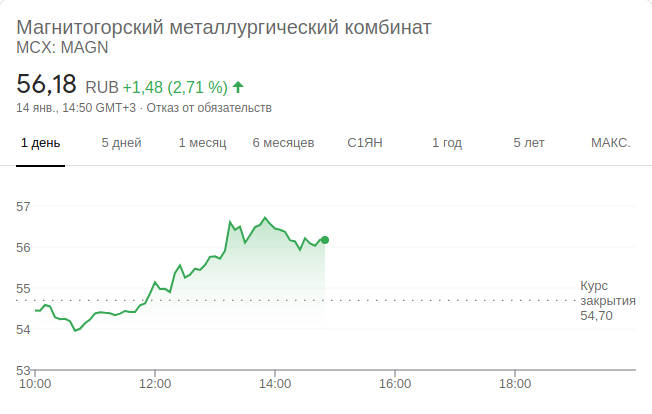 Магнитогорский металлургический комбинат
MCX: MAGN
56,18 RUB +1,48 (2,71 %)
14 янв., 14:50 GMT+3 · Отказ от обязательств
1 день 5 дней 1 месяц 6 месяцев С1ЯН 1 год 5 лет МАКС.
57
56
55
Курс
закрытия
54,70
54
53
10:00 12:00 14:00 16:00 18:00